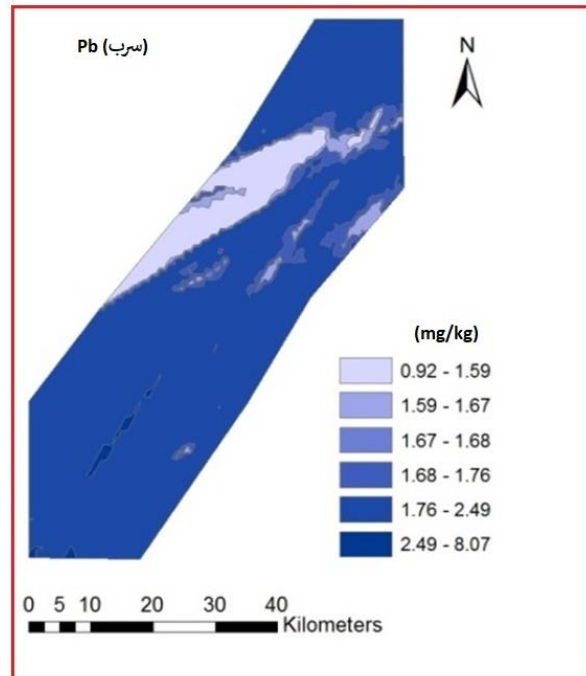 Pb (سرب)
N
(mg/kg)
0.92 - 1.59
1.59 - 1.67
1.67 - 1.68
1.68 - 1.76
1.76 - 2.49
2.49 - 8.07
0 5 10 20 30 40
Kilometers